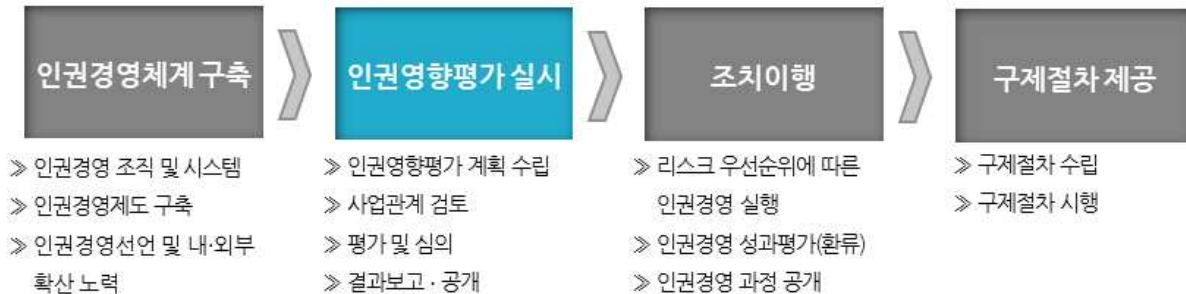 인권경영체계 구축
인권영향평가 실시
조치이행
구제절차 제공
≫ 인권경영 조직 및 시스템
≫ 인권경영제도 구축
≫ 인권경영선언 및 내·외부
확산 노력
≫ 인권영향평가 계획 수립
≫ 사업관계 검토
≫ 평가 및 심의
≫ 결과보고 · 공개
≫ 리스크 우선순위에 따른
인권경영 실행
≫ 인권경영 성과평가(환류)
≫ 인권경영 과정 공개
≫ 구제절차 수립
≫ 구제절차 시행